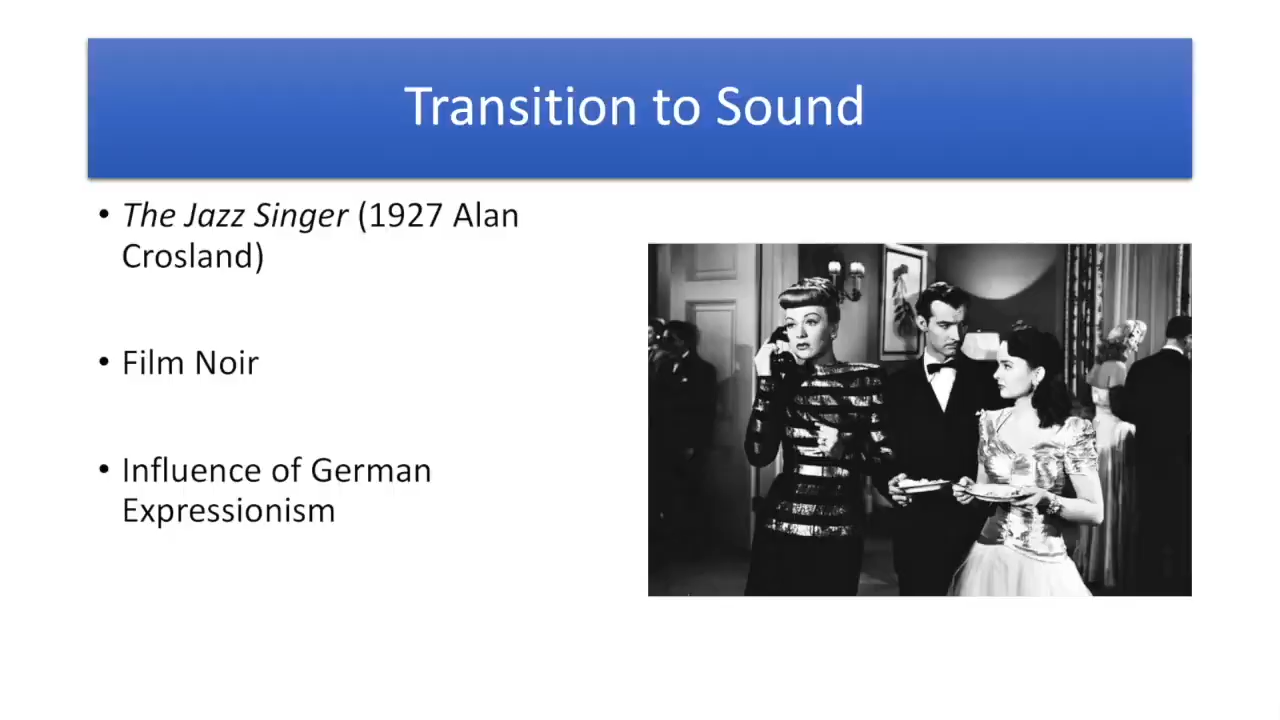 Transition to Sound
• The Jazz Singer (1927 Alan
Crosland)
• Film Noir
• Influence of German
Expressionism